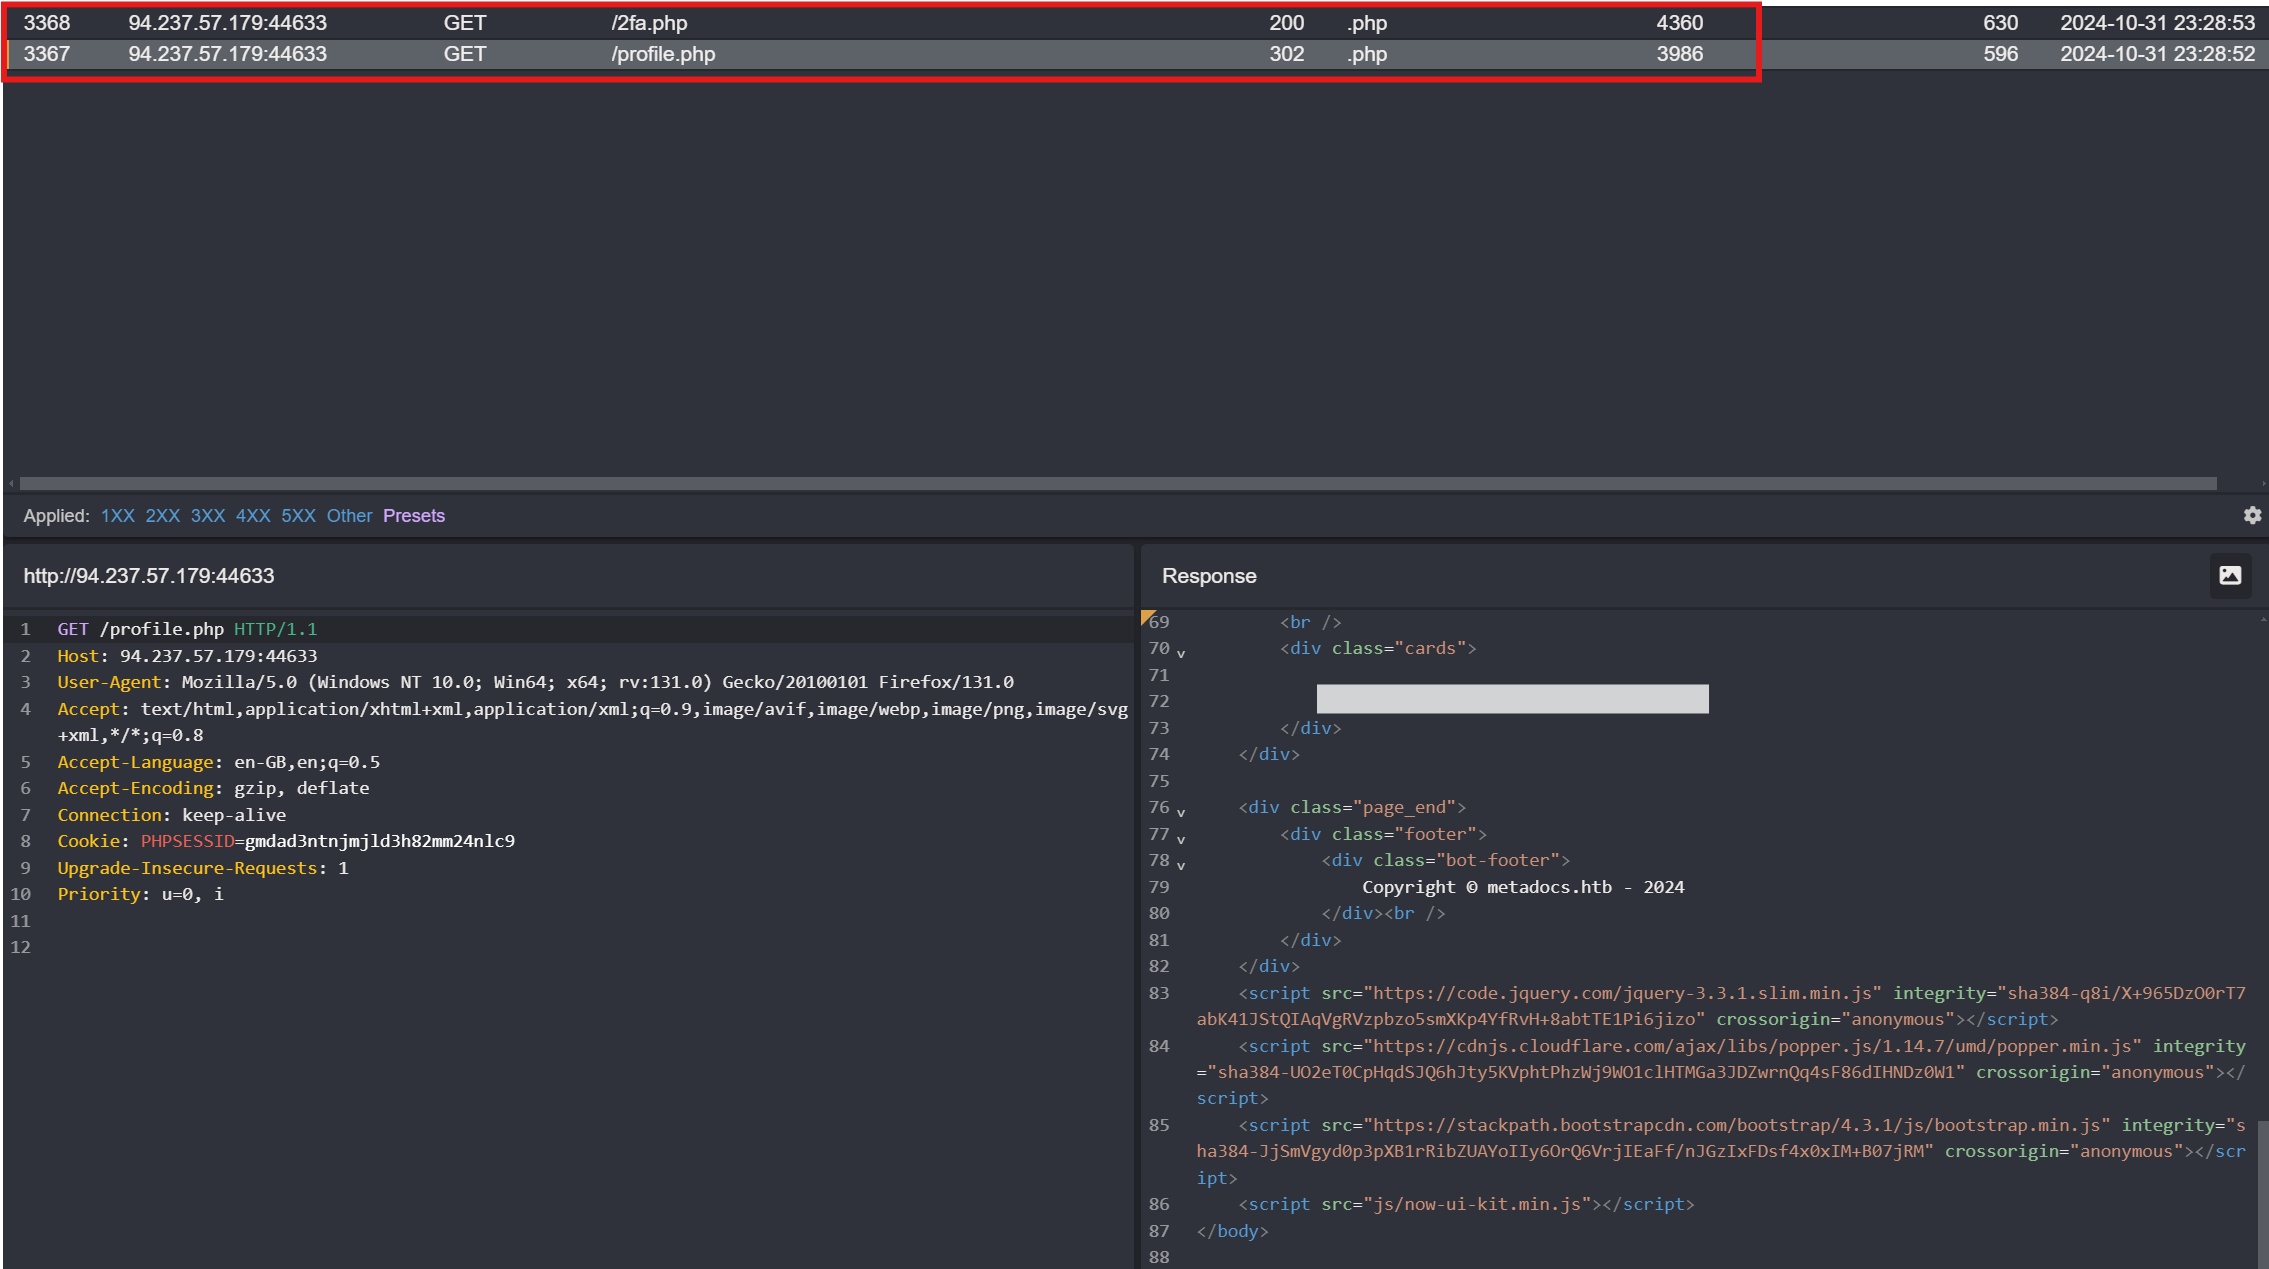 3368 94.237.57.179:44633 GET /2fa.php 200 .php 4360 630 2024-10-31 23:28:53
3367 94.237.57.179:44633 GET /profile.php 302 .php 3986 596 2024-10-31 23:28:52
Applied: 1XX 2XX 3XX 4XX 5XX Other Presets
http://94.237.57.179:44633
1 GET /profile.php HTTP/1.1
2 Host: 94.237.57.179:44633
3 User-Agent: Mozilla/5.0 (Windows NT 10.0; Win64; x64; rv:131.0) Gecko/20100101 Firefox/131.0
4 Accept: text/html,application/xhtml+xml,application/xml;q=0.9,image/avif,image/webp,image/png,image/svg
+xml,*/*;q=0.8
5 Accept-Language: en-GB,en;q=0.5
6 Accept-Encoding: gzip, deflate
7 Connection: keep-alive
8 Cookie: PHPSESSID=gmdad3ntnjmjld3h82mm24nlc9
9 Upgrade-Insecure-Requests: 1
10 Priority: u=0, i
11
12
Response
69 <br />
70 v <div class="cards">
71
72
73 </div>
74 </div>
75
76 v <div class="page_end">
77 v <div class="footer">
78 v <div class="bot-footer">
79 Copyright © metadocs.htb - 2024
80 </div><br />
81 </div>
82 </div>
83 <script src="https://code.jquery.com/jquery-3.3.1.slim.min.js" integrity="sha384-q8i/X+965DzO0rT7
abK41JStQIAqVgRVzpbzo5smXKp4YfRvH+8abtTE1Pi6jizo" crossorigin="anonymous"></script>
84 <script src="https://cdnjs.cloudflare.com/ajax/libs/popper.js/1.14.7/umd/popper.min.js" integrity
="sha384-UO2eT0CpHqdSJQ6hJty5KVphtPhzWj9WO1clHTMGa3JDZwrnQq4sF86dIHNDz0W1" crossorigin="anonymous"></
script>
85 <script src="https://stackpath.bootstrapcdn.com/bootstrap/4.3.1/js/bootstrap.min.js" integrity="s
ha384-JjSmVgyd0p3pXB1rRibZUAYoIIy6OrQ6VrjIEaFf/nJGzIxFDsf4x0xIM+B07jRM" crossorigin="anonymous"></scr
ipt>
86 <script src="js/now-ui-kit.min.js"></script>
87 </body>
88